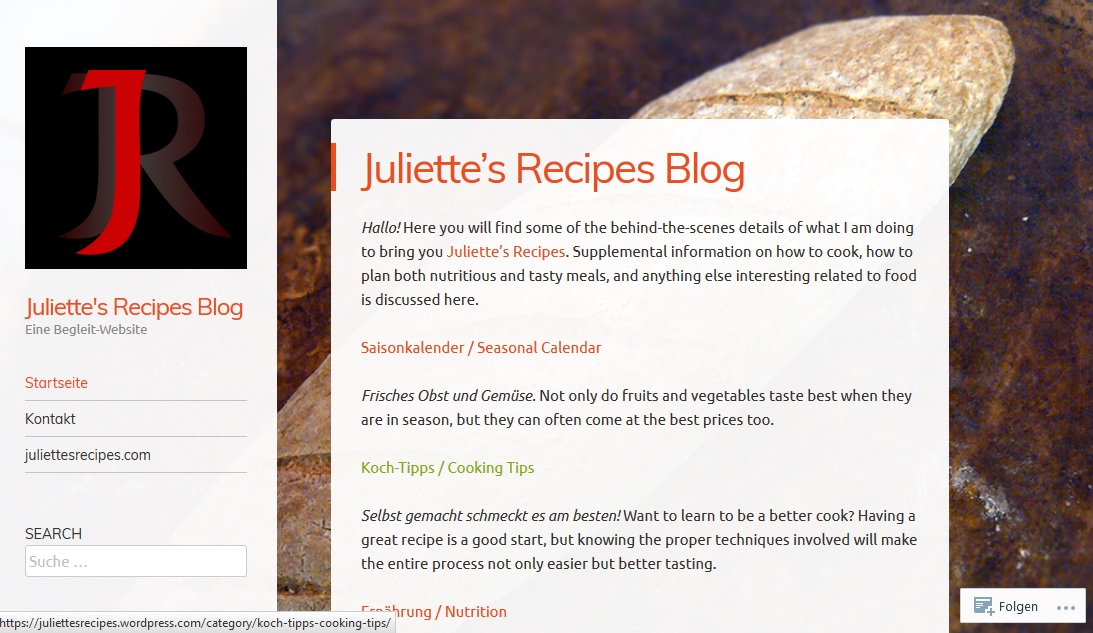 JR
Juliette's Recipes Blog
Eine Begleit-Website
Startseite
Kontakt
juliettesrecipes.com
SEARCH
Suche ...
Juliette’s Recipes Blog
Hallo! Here you will find some of the behind-the-scenes details of what I am doing
to bring you Juliette’s Recipes. Supplemental information on how to cook, how to
plan both nutritious and tasty meals, and anything else interesting related to food
is discussed here.
Saisonkalender / Seasonal Calendar
Frisches Obst und Gemüse. Not only do fruits and vegetables taste best when they
are in season, but they can often come at the best prices too.
Koch-Tipps / Cooking Tips
Selbst gemacht schmeckt es am besten! Want to learn to be a better cook? Having a
great recipe is a good start, but knowing the proper techniques involved will make
the entire process not only easier but better tasting.
Ernährung / Nutrition
Folgen
https://juliettesrecipes.wordpress.com/category/koch-tipps-cooking-tips/